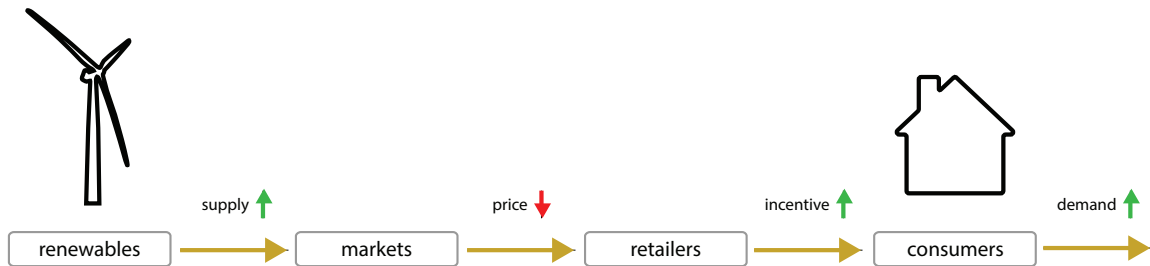 supply
price
incentive
demand
renewables
markets
retailers
consumers